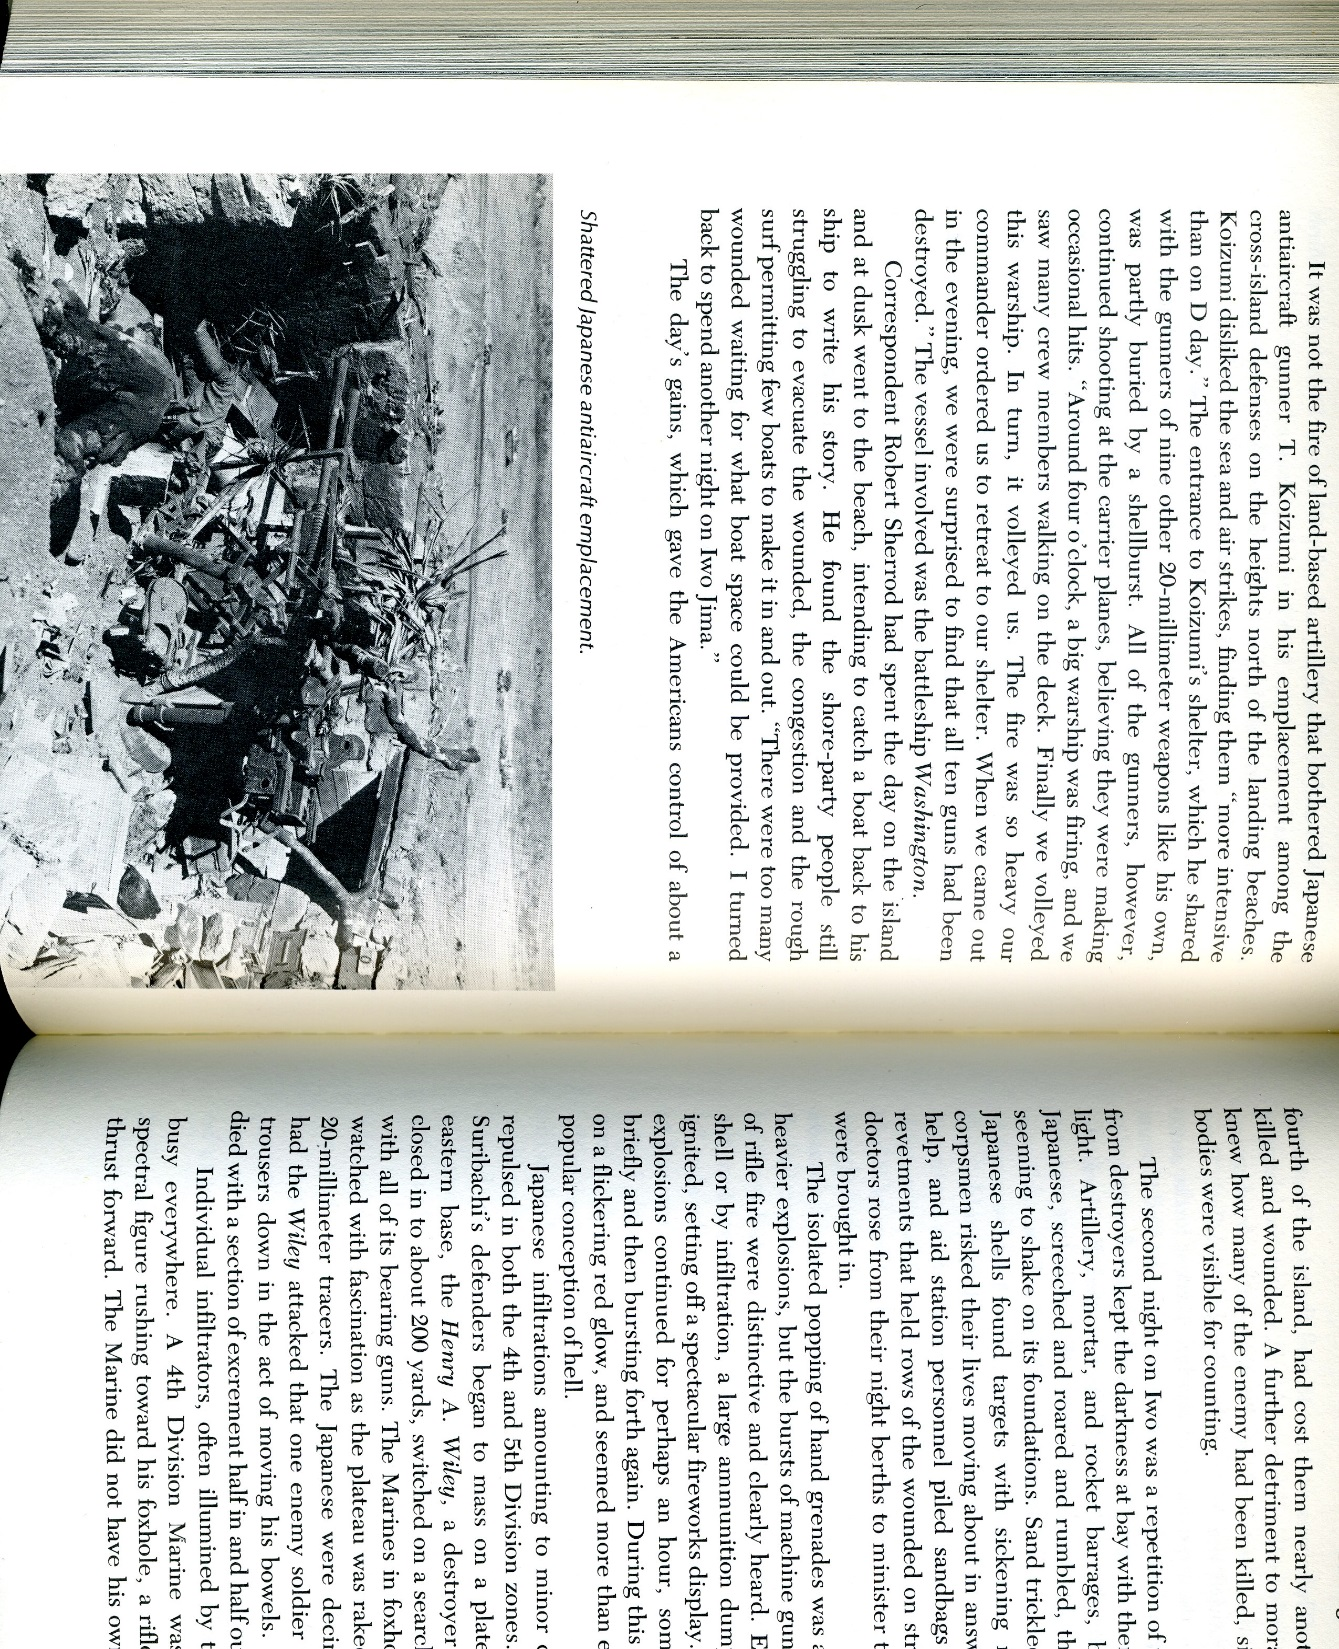 It was not the fire of land-based artillery that bothered Japanese
antiaircraft gunner T. Koizumi in his emplacement among the
cross-island defenses on the heights north of the landing beaches.
Koizumi disliked the sea and air strikes, finding them “more intensive
than on D day.” The entrance to Koizumi’s shelter, which he shared
with the gunners of nine other 20-millimeter weapons like his own,
was partly buried by a shellburst. All of the gunners, however,
continued shooting at the carrier planes, believing they were making
occasional hits. “Around four o’clock, a big warship was firing, and we
saw many crew members walking on the deck. Finally we volleyed
this warship. In turn, it volleyed us. The fire was so heavy our
commander ordered us to retreat to our shelter. When we came out
in the evening, we were surprised to find that all ten guns had been
destroyed.” The vessel involved was the battleship Washington.
Correspondent Robert Sherrod had spent the day on the island
and at dusk went to the beach, intending to catch a boat back to his
ship to write his story. He found the shore-party people still
struggling to evacuate the wounded, the congestion and the rough
surf permitting few boats to make it in and out. “There were too many
wounded waiting for what boat space could be provided. I turned
back to spend another night on Iwo Jima.”
The day’s gains, which gave the Americans control of about a
Shattered Japanese antiaircraft emplacement.
fourth of the island, had cost them nearly
killed and wounded. A further detriment to
knew how many of the enemy had been killed,
bodies were visible for counting.
The second night on Iwo was a repetition of
from destroyers kept the darkness at bay with
light. Artillery, mortar, and rocket barrages,
Japanese, screeched and roared and rumbled,
seeming to shake on its foundations. Sand
Japanese shells found targets with sickening
corpsmen risked their lives moving about in
help, and aid station personnel piled sandbags
revetments that held rows of the wounded on
doctors rose from their night berths to minister
were brought in.
The isolated popping of hand grenades was
heavier explosions, but the bursts of machine
of rifle fire were distinctive and clearly heard.
shell or by infiltration, a large ammunition
ignited, setting off a spectacular fireworks display.
explosions continued for perhaps an hour,
briefly and then bursting forth again. During this
on a flickering red glow, and seemed more than
popular conception of hell.
Japanese infiltrations amounting to minor
repulsed in both the 4th and 5th Division zones.
Suribachi’s defenders began to mass on a
eastern base, the Henry A. Wiley, a destroyer
closed in to about 200 yards, switched on a
with all of its bearing guns. The Marines in
watched with fascination as the plateau was
20-millimeter tracers. The Japanese were
had the Wiley attacked that one enemy soldier
trousers down in the act of moving his bowels.
died with a section of excrement half in and half
Individual infiltrators, often illumined by
busy everywhere. A 4th Division Marine was
spectral figure rushing toward his foxhole, a
thrust forward. The Marine did not have his